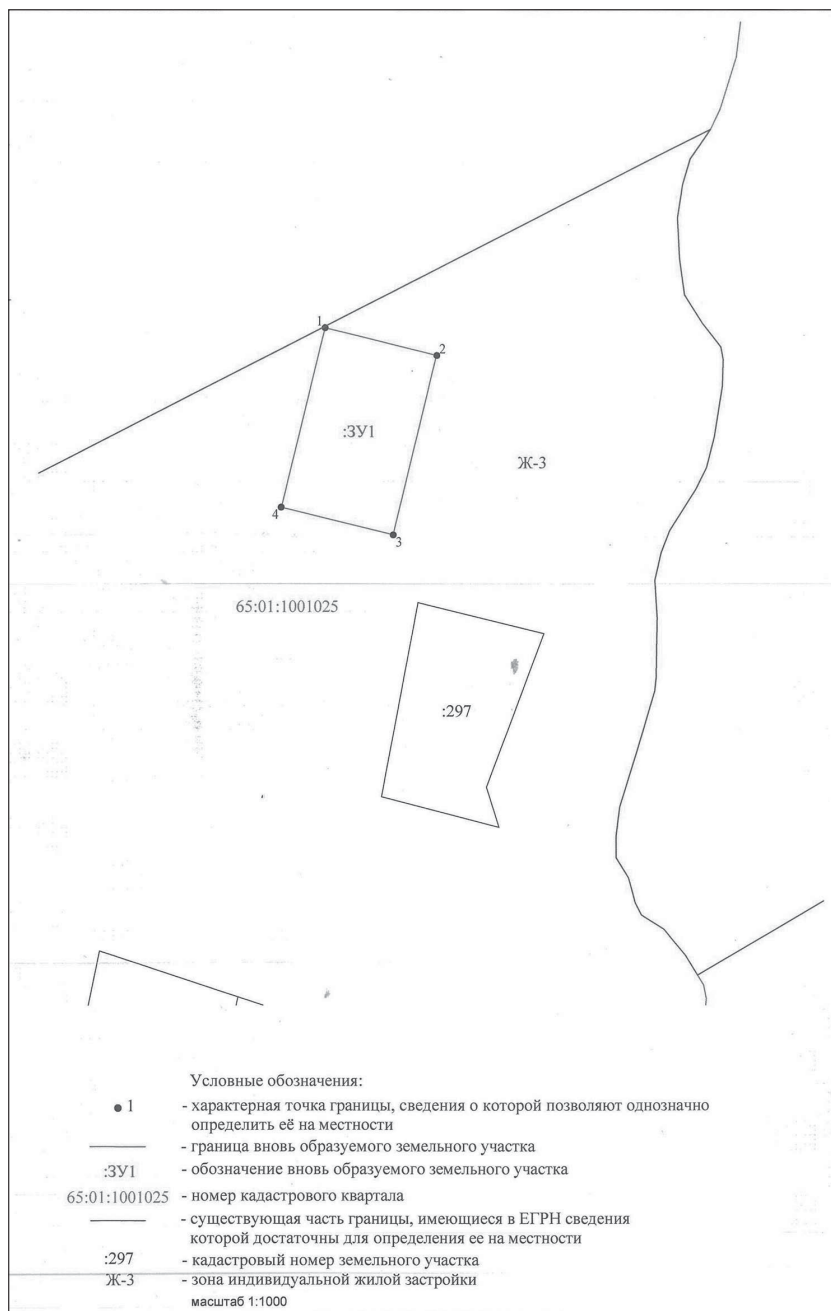 1
2
:ЗУ1
Ж-3
4
3
65:01:1001025
:297
Условные обозначения:
1 - характерная точка границы, сведения о которой позволяют однозначно
определить её на местности
- граница вновь образуемого земельного участка
:ЗУ1 - обозначение вновь образуемого земельного участка
65:01:1001025 - номер кадастрового квартала
- существующая часть границы, имеющиеся в ЕГРН сведения
которой достаточны для определения ее на местности
:297 - кадастровый номер земельного участка
Ж-3 - зона индивидуальной жилой застройки
масштаб 1:1000